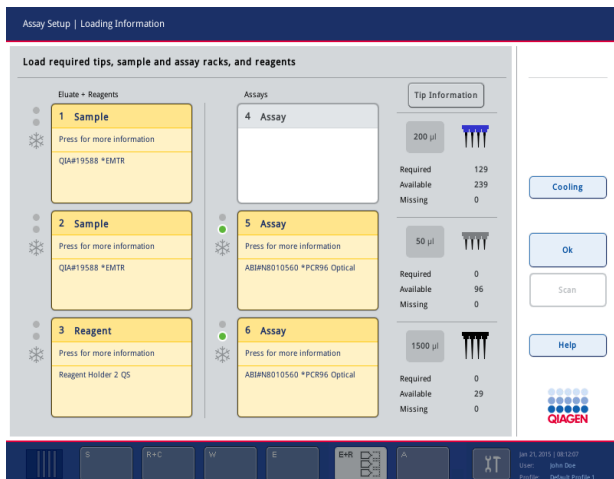 Assay Setup | Loading Information
Load required tips, sample and assay racks, and reagents
Eluate + Reagents
Assays
Tip Information
1 Sample
Press for more information
QIA#19588 *EMTR
4 Assay
200 µl
Required 129
Available 239
Missing 0
2 Sample
Press for more information
QIA#19588 *EMTR
5 Assay
Press for more information
ABI#N8010560 *PCR96 Optical
50 µl
Required 0
Available 96
Missing 0
3 Reagent
Press for more information
Reagent Holder 2 QS
6 Assay
Press for more information
ABI#N8010560 *PCR96 Optical
1500 µl
Required 0
Available 29
Missing 0
Cooling
Ok
Scan
Help
QIAGEN
S
R+C
W
E
E+R
A
Jan 21, 2015 | 08:12:07
User: John Doe
Profile: Default Profile 1